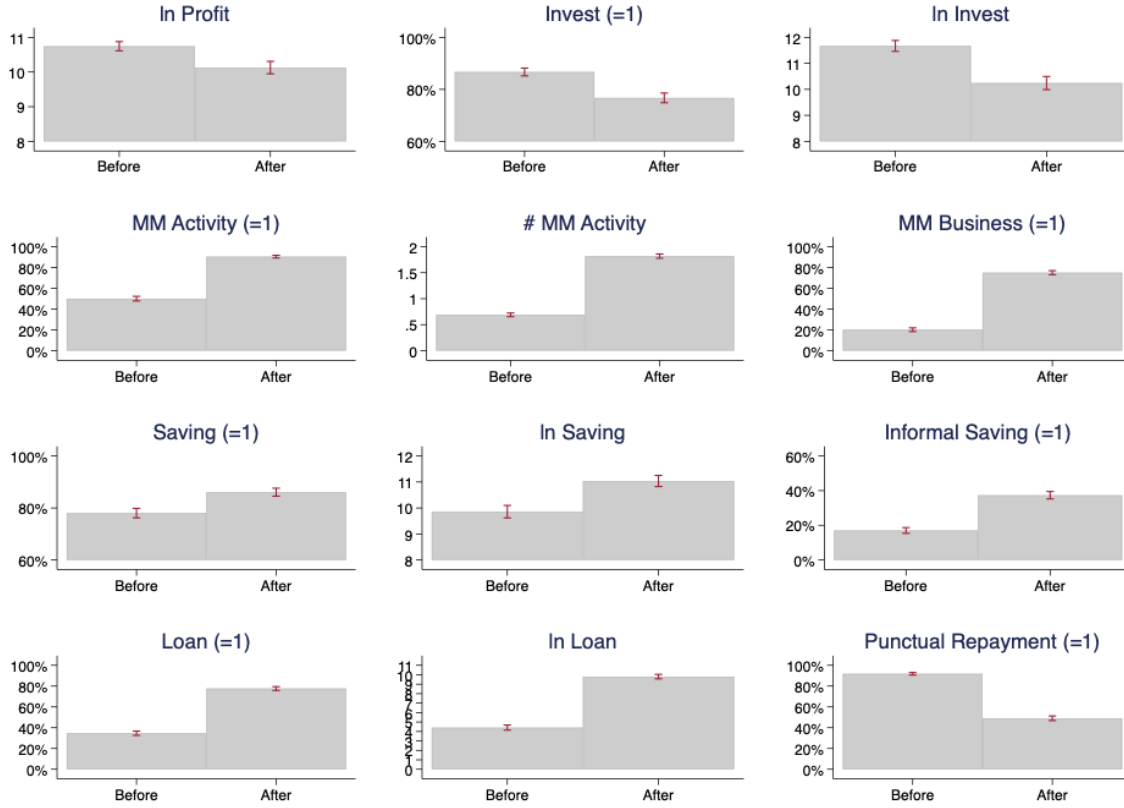 ln Profit
11
10
9
8
Before After
Invest (=1)
100%
80%
60%
Before After
ln Invest
12
11
10
9
8
Before After
MM Activity (=1)
100%
80%
60%
40%
20%
0%
Before After
# MM Activity
2
1.5
1
.5
0
Before After
MM Business (=1)
100%
80%
60%
40%
20%
0%
Before After
Saving (=1)
100%
80%
60%
Before After
ln Saving
12
11
10
9
8
Before After
Informal Saving (=1)
60%
40%
20%
0%
Before After
Loan (=1)
100%
80%
60%
40%
20%
0%
Before After
ln Loan
11
10
9
8
7
6
5
4
3
2
1
0
Before After
Punctual Repayment (=1)
100%
80%
60%
40%
20%
0%
Before After